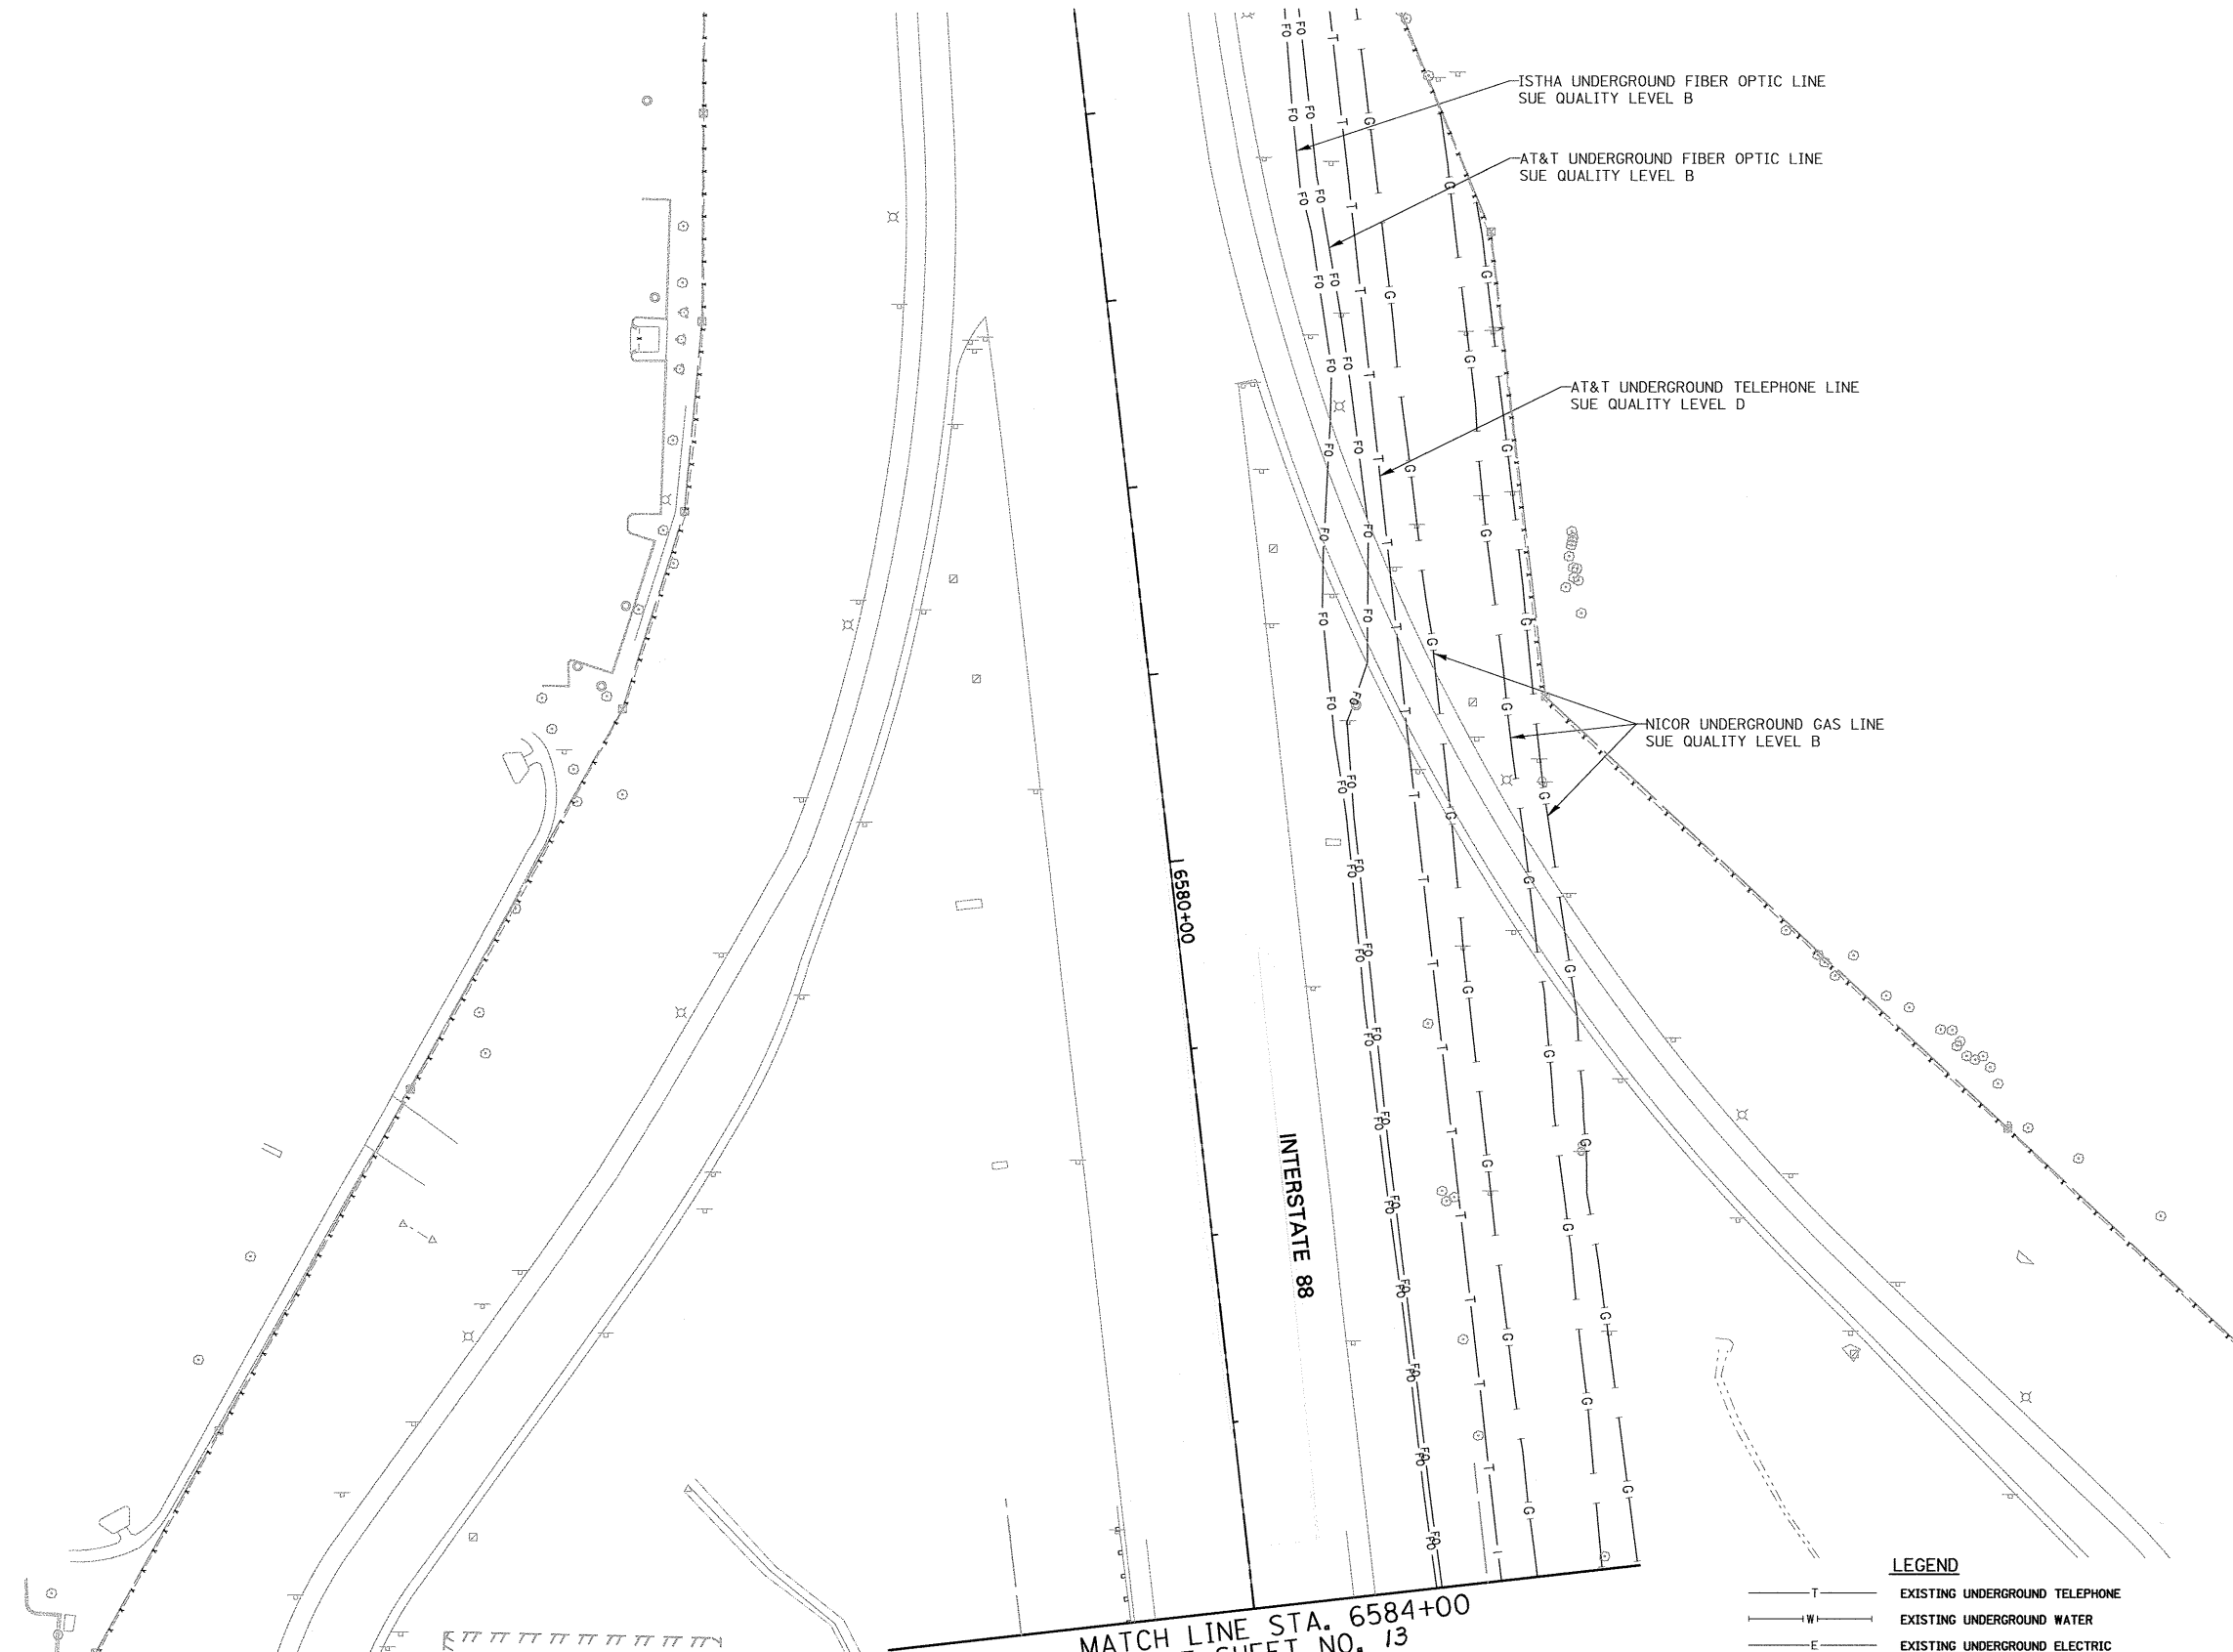 ISTHA UNDERGROUND FIBER OPTIC LINE
SUE QUALITY LEVEL B
AT&T UNDERGROUND FIBER OPTIC LINE
SUE QUALITY LEVEL B
AT&T UNDERGROUND TELEPHONE LINE
SUE QUALITY LEVEL D
NICOR UNDERGROUND GAS LINE
SUE QUALITY LEVEL B
6580+00
INTERSTATE 88
MATCH LINE STA. 6584+00
SHEET NO. 13
LEGEND
T EXISTING UNDERGROUND TELEPHONE
W EXISTING UNDERGROUND WATER
E EXISTING UNDERGROUND ELECTRIC